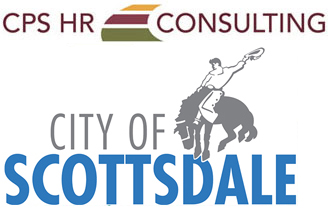 CPS HR CONSULTING
CITY OF
SCOTTSDALE